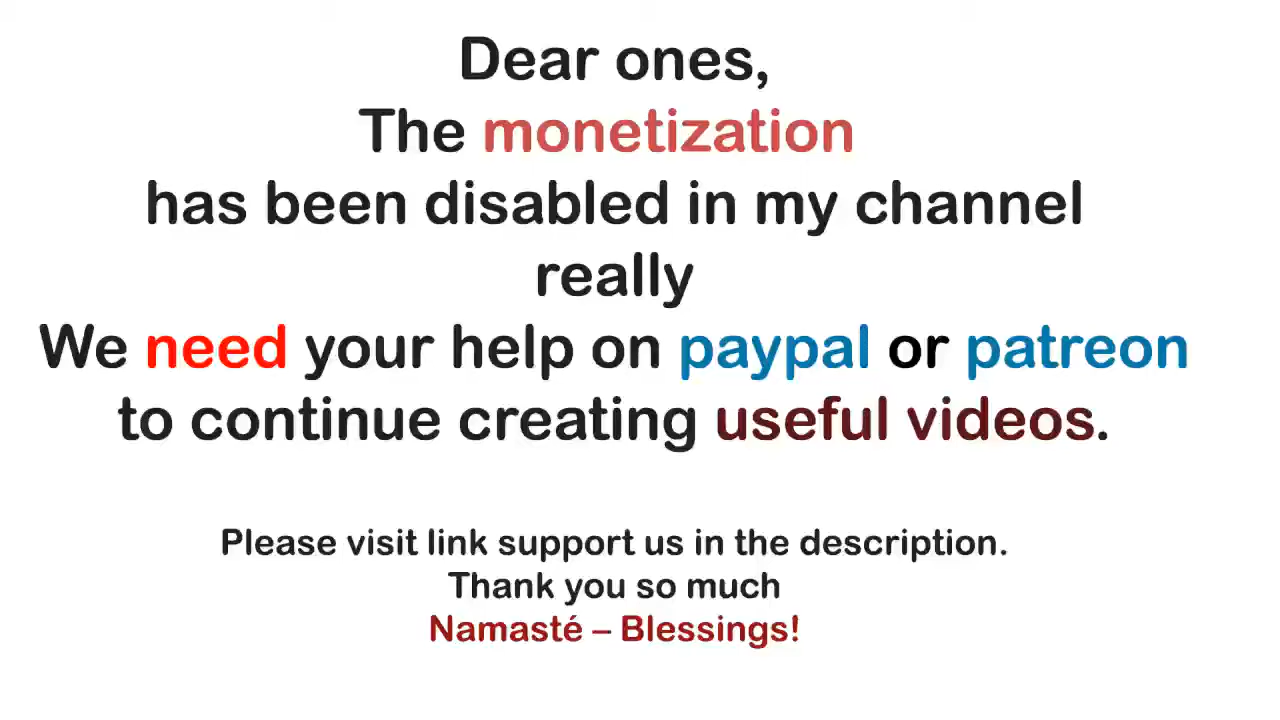 Dear ones,
The monetization
has been disabled in my channel
really
We need your help on paypal or patreon
to continue creating useful videos.
Please visit link support us in the description.
Thank you so much
Namasté – Blessings!